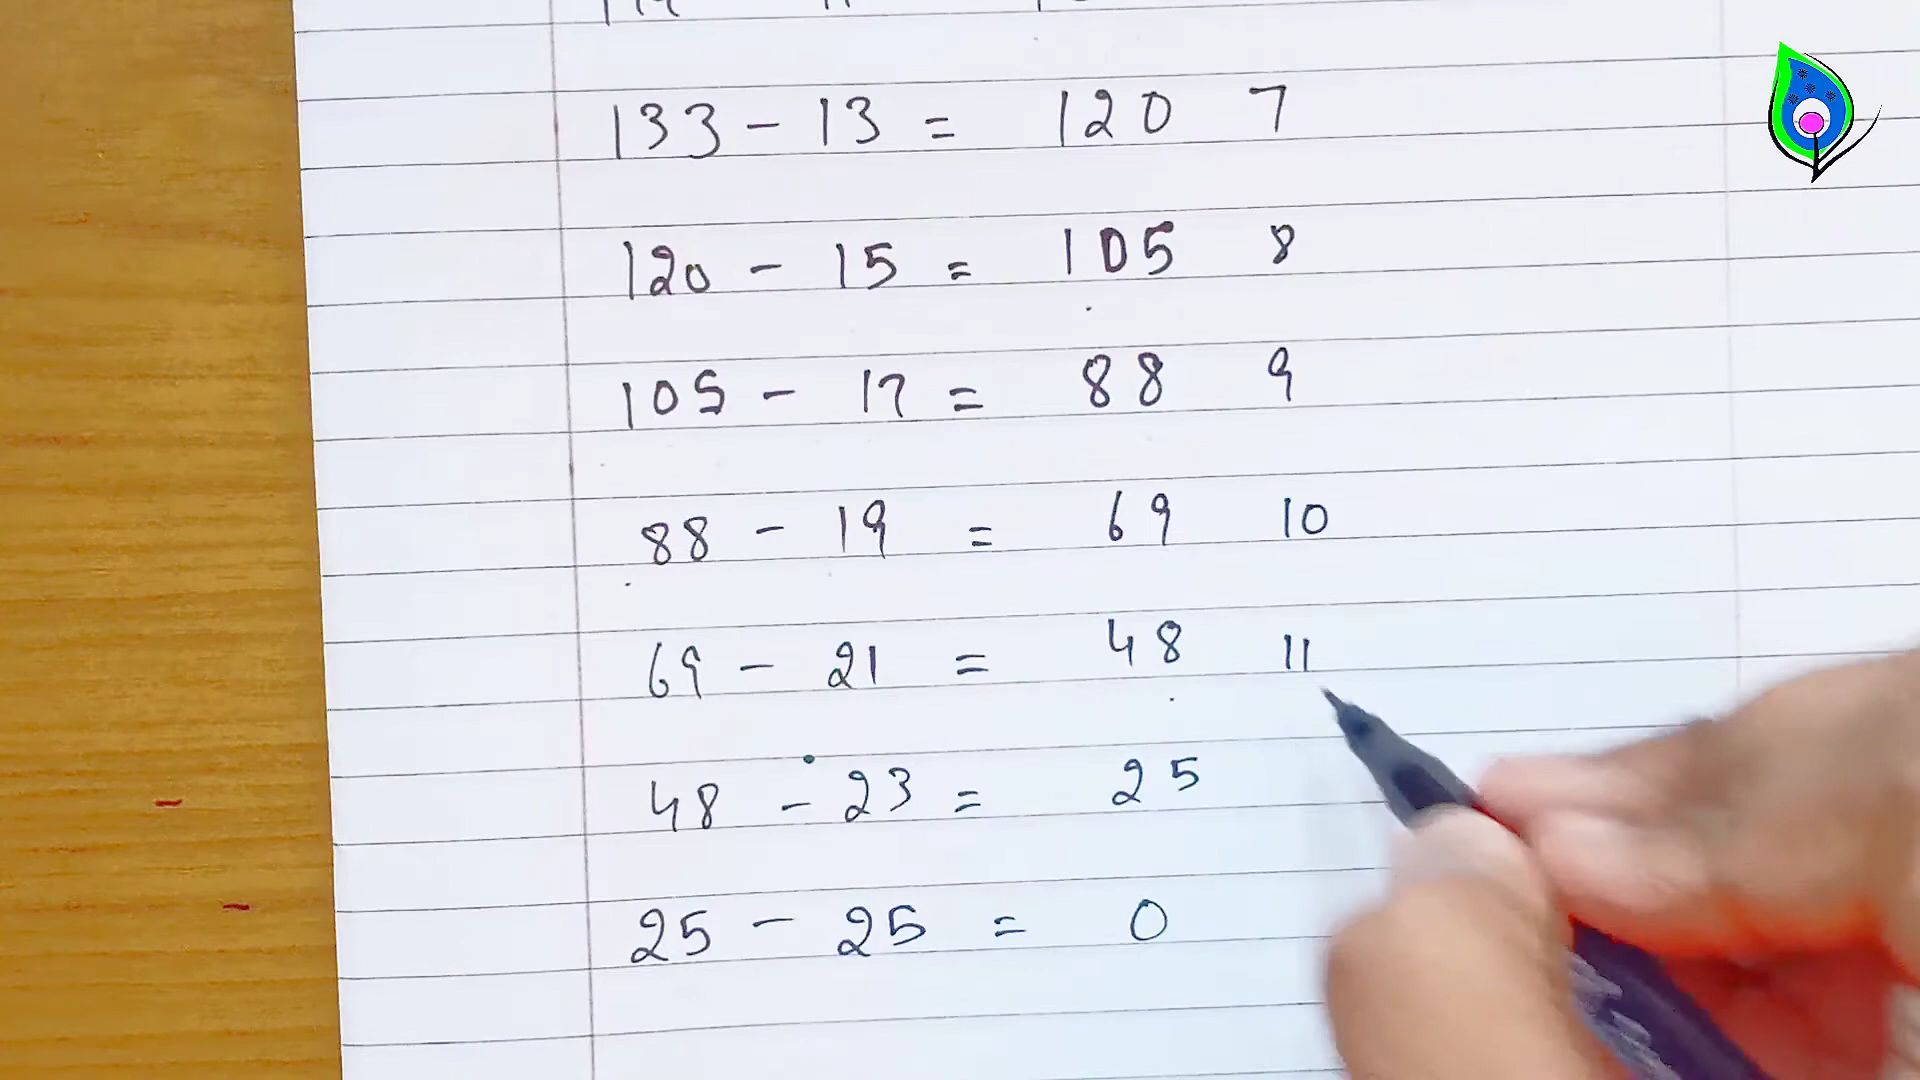 133 - 13 = 120 7
120 - 15 = 105 8
105 - 17 = 88 9
88 - 19 = 69 10
69 - 21 = 48 11
48 - 23 = 25
25 - 25 = 0